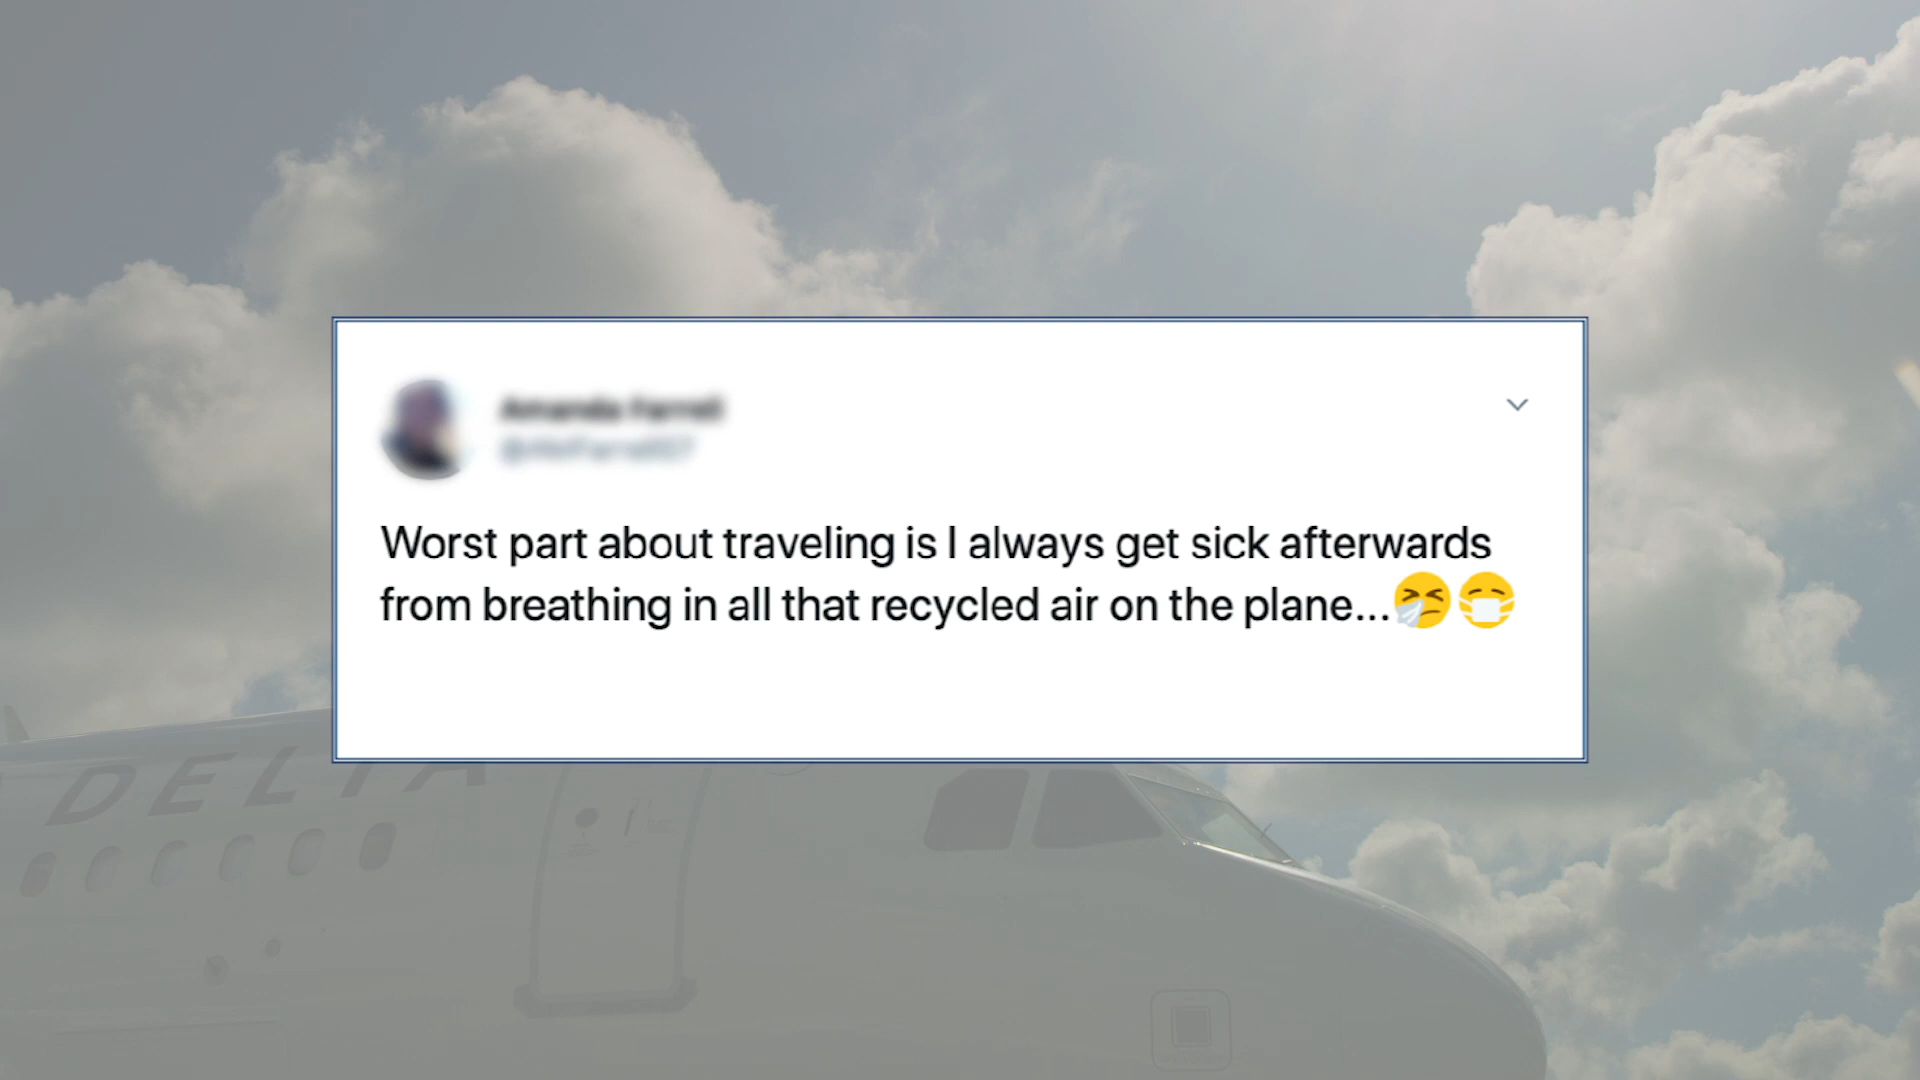 Worst part about traveling is I always get sick afterwards
from breathing in all that recycled air on the plane...🤧😷
DELTA